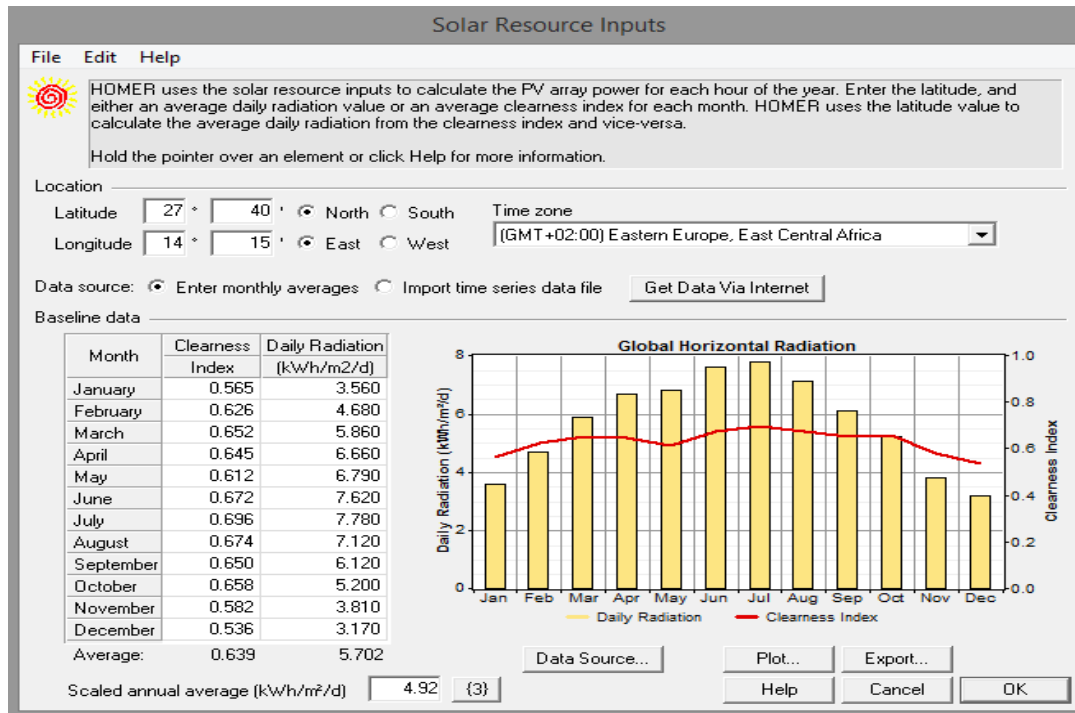 Solar Resource Inputs
File Edit Help
HOMER uses the solar resource inputs to calculate the PV array power for each hour of the year. Enter the latitude, and
either an average daily radiation value or an average clearness index for each month. HOMER uses the latitude value to
calculate the average daily radiation from the clearness index and vice-versa.
Hold the pointer over an element or click Help for more information.
Location
Latitude 27 ° 40 ' North South
Longitude 14 ° 15 ' East West
Time zone
(GMT+02:00) Eastern Europe, East Central Africa
Data source: Enter monthly averages Import time series data file Get Data Via Internet
Baseline data
Month Clearness Index Daily Radiation (kWh/m2/d)
January 0.565 3.560
February 0.626 4.680
March 0.652 5.860
April 0.645 6.660
May 0.612 6.790
June 0.672 7.620
July 0.696 7.780
August 0.674 7.120
September 0.650 6.120
October 0.658 5.200
November 0.582 3.810
December 0.536 3.170
Average: 0.639 5.702
Scaled annual average (kWh/m²/d) 4.92 {3}
Global Horizontal Radiation
Daily Radiation (kWh/m²/d)
8
6
4
2
0
1.0
0.8
0.6
0.4
0.2
0.0
Clearness Index
Jan Feb Mar Apr May Jun Jul Aug Sep Oct Nov Dec
Daily Radiation Clearness Index
Data Source... Plot... Export...
Help Cancel OK